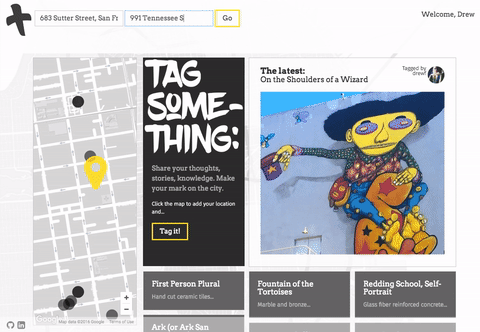 683 Sutter Street, San Fr
991 Tennessee S
Go
Welcome, Drew
TAG
SOME-
THING:
Share your thoughts,
stories, knowledge. Make
your mark on the city.
Click the map to add your location
and...
Tag it!
The latest:
On the Shoulders of a Wizard
Tagged by
drewl
First Person Plural
Hand cut ceramic tiles...
Fountain of the
Tortoises
Marble and bronze...
Redding School, Self-
Portrait
Glass fiber reinforced concrete...
Ark (or Ark San
+
−
Map data ©2016 Google
Terms of Use